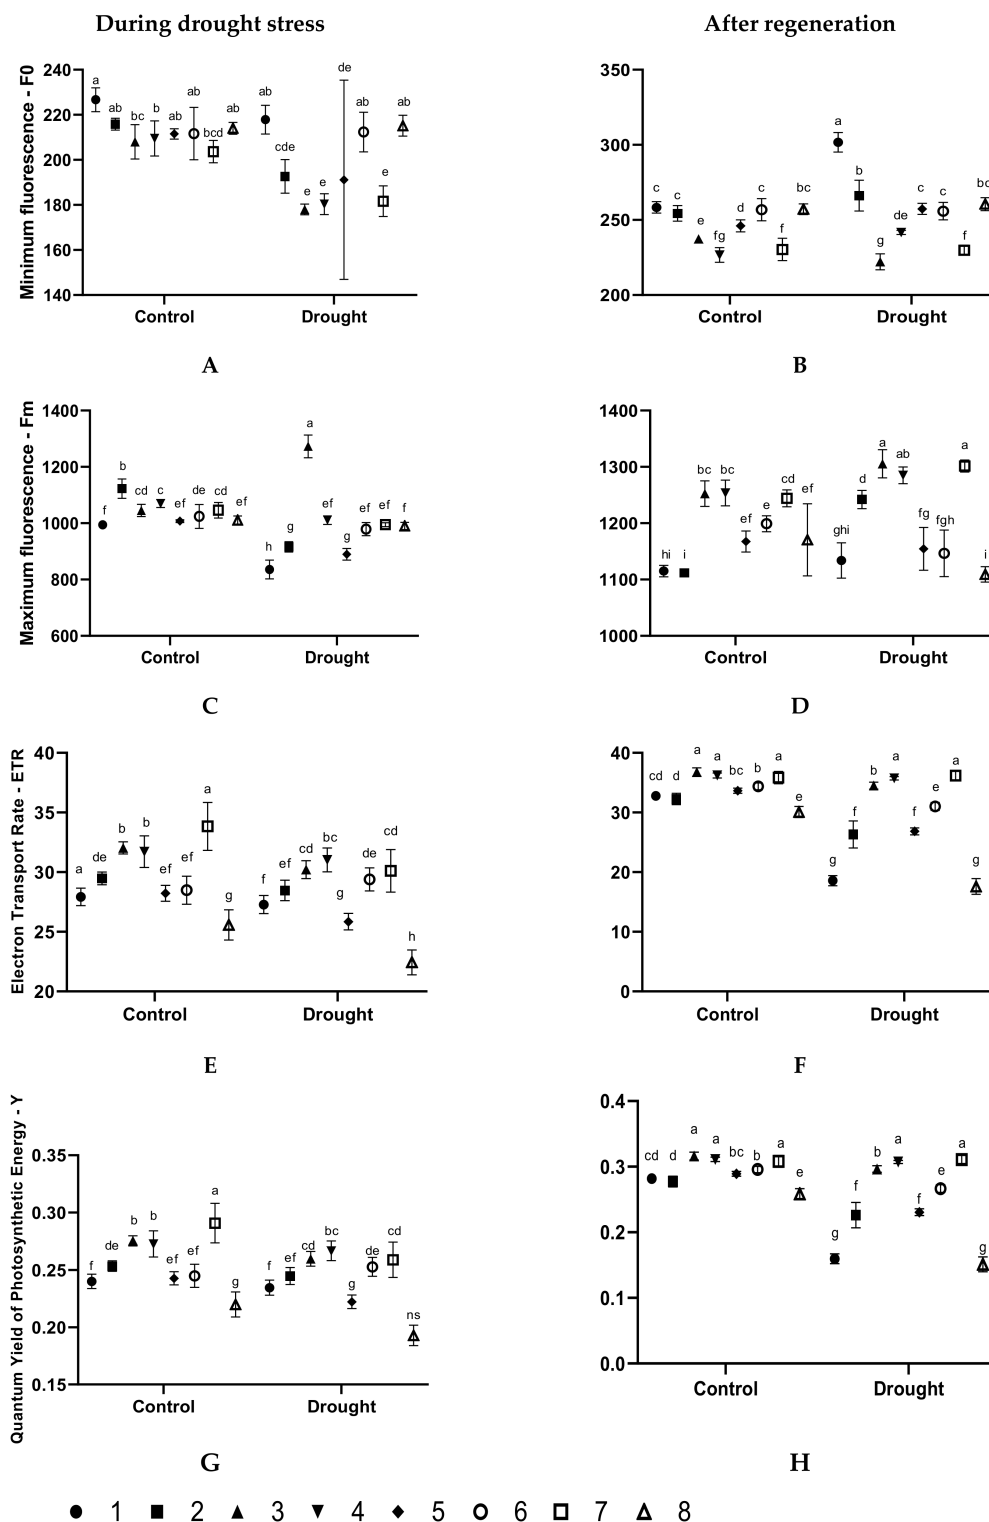 During drought stress
After regeneration
Minimum fluorescence - F0
240
220
200
180
160
140
a
ab
bc
b
ab
ab
bcd
ab
ab
cde
e
e
de
ab
e
ab
Control
Drought
A
350
300
250
200
c
c
e
fg
d
c
f
bc
a
b
g
de
c
c
f
bc
Control
Drought
B
Maximum fluorescence - Fm
1400
1200
1000
800
600
f
b
cd
c
ef
de
cd
ef
h
g
a
ef
g
ef
ef
f
Control
Drought
C
1400
1300
1200
1100
1000
hi
i
bc
bc
ef
e
cd
ef
ghi
d
a
ab
fg
fgh
a
i
Control
Drought
D
Electron Transport Rate - ETR
40
35
30
25
20
a
de
b
b
ef
ef
a
g
f
ef
cd
bc
g
de
cd
h
Control
Drought
E
40
30
20
10
0
cd
d
a
a
bc
b
a
e
g
f
b
a
f
e
a
g
Control
Drought
F
Quantum Yield of Photosynthetic Energy - Y
0.35
0.30
0.25
0.20
0.15
f
de
b
b
ef
ef
a
g
f
ef
cd
bc
g
de
cd
ns
Control
Drought
G
0.4
0.3
0.2
0.1
0.0
cd
d
a
a
bc
b
a
e
g
f
b
a
f
e
a
g
Control
Drought
H
1 2 3 4 5 6 7 8